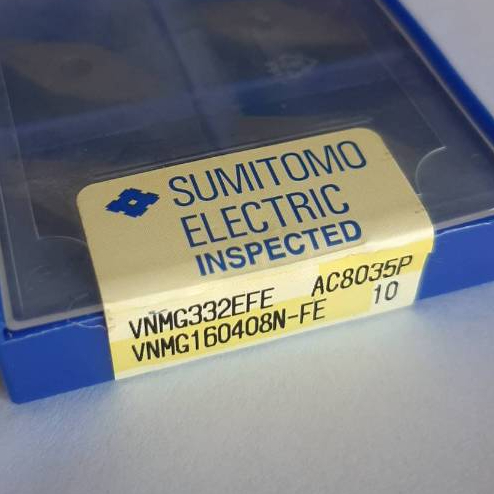 SUMITOMO
ELECTRIC
INSPECTED
VNMG332EFE AC8035P
VNMG160408N-FE 10